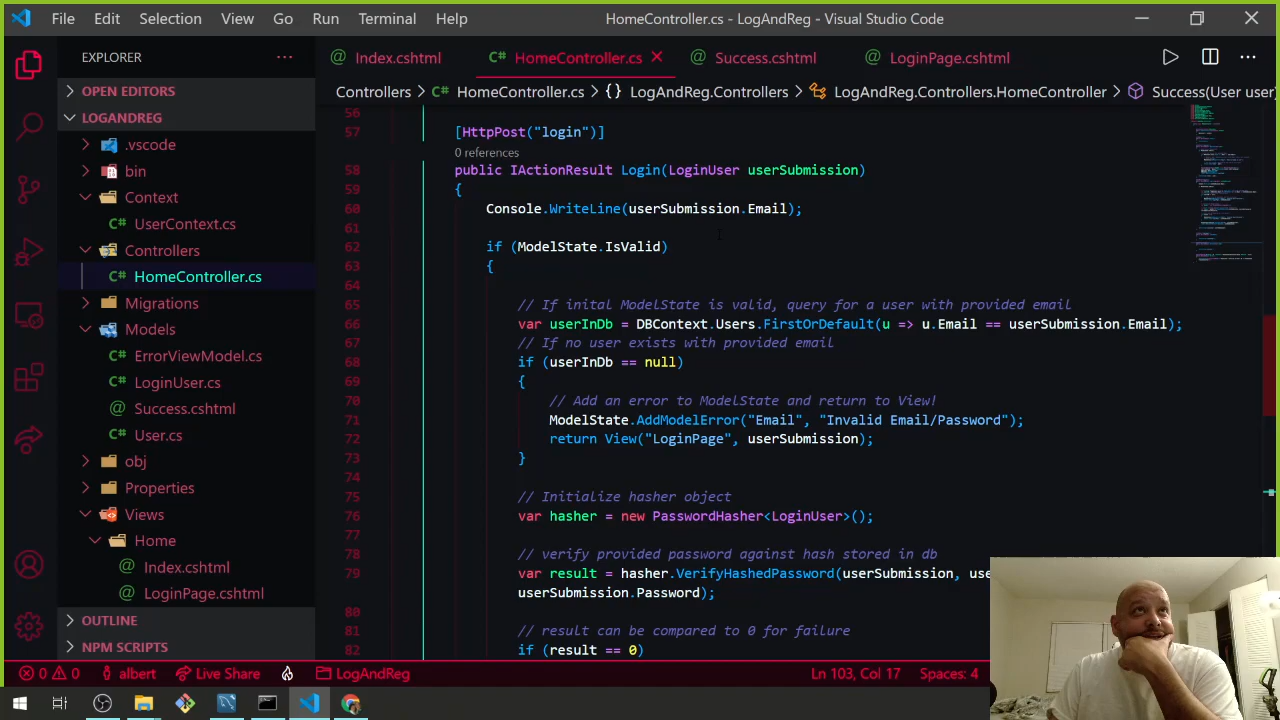 File Edit Selection View Go Run Terminal Help HomeController.cs - LogAndReg - Visual Studio Code
EXPLORER
OPEN EDITORS
LOGANDREG
.vscode
bin
Context
UserContext.cs
Controllers
HomeController.cs
Migrations
Models
ErrorViewModel.cs
LoginUser.cs
Success.cshtml
User.cs
obj
Properties
Views
Home
Index.cshtml
LoginPage.cshtml
OUTLINE
NPM SCRIPTS
Index.cshtml HomeController.cs Success.cshtml LoginPage.cshtml
Controllers > HomeController.cs > {} LogAndReg.Controllers > LogAndReg.Controllers.HomeController > Success(User user)
56
57 [HttpPost("login")]
0 references
58 public IActionResult Login(LoginUser userSubmission)
59 {
60 Console.WriteLine(userSubmission.Email);
61
62 if (ModelState.IsValid)
63 {
64
65 // If inital ModelState is valid, query for a user with provided email
66 var userInDb = DBContext.Users.FirstOrDefault(u => u.Email == userSubmission.Email);
67 // If no user exists with provided email
68 if (userInDb == null)
69 {
70 // Add an error to ModelState and return to View!
71 ModelState.AddModelError("Email", "Invalid Email/Password");
72 return View("LoginPage", userSubmission);
73 }
74
75 // Initialize hasher object
76 var hasher = new PasswordHasher<LoginUser>();
77
78 // verify provided password against hash stored in db
79 var result = hasher.VerifyHashedPassword(userSubmission,
userSubmission.Password);
80
81 // result can be compared to 0 for failure
82 if (result == 0)
0 0 albert Live Share LogAndReg Ln 103, Col 17 Spaces: 4